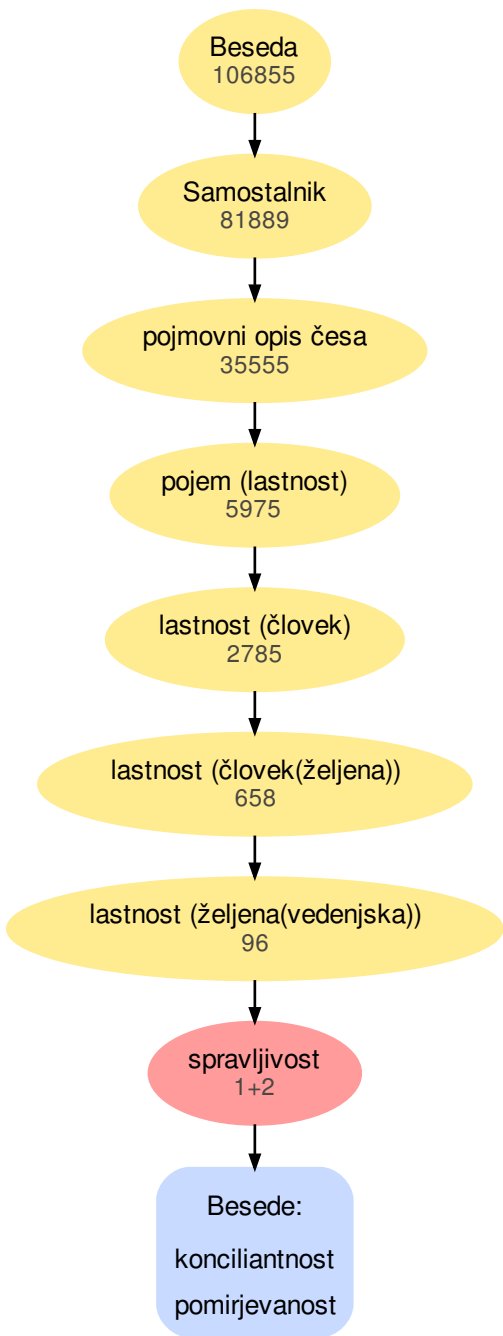 Beseda
106855
Samostalnik
81889
pojmovni opis česa
35555
pojem (lastnost)
5975
lastnost (človek)
2785
lastnost (človek(željena))
658
lastnost (željena(vedenjska))
96
spravljivost
1+2
Besede:
konciliantnost
pomirjevanost